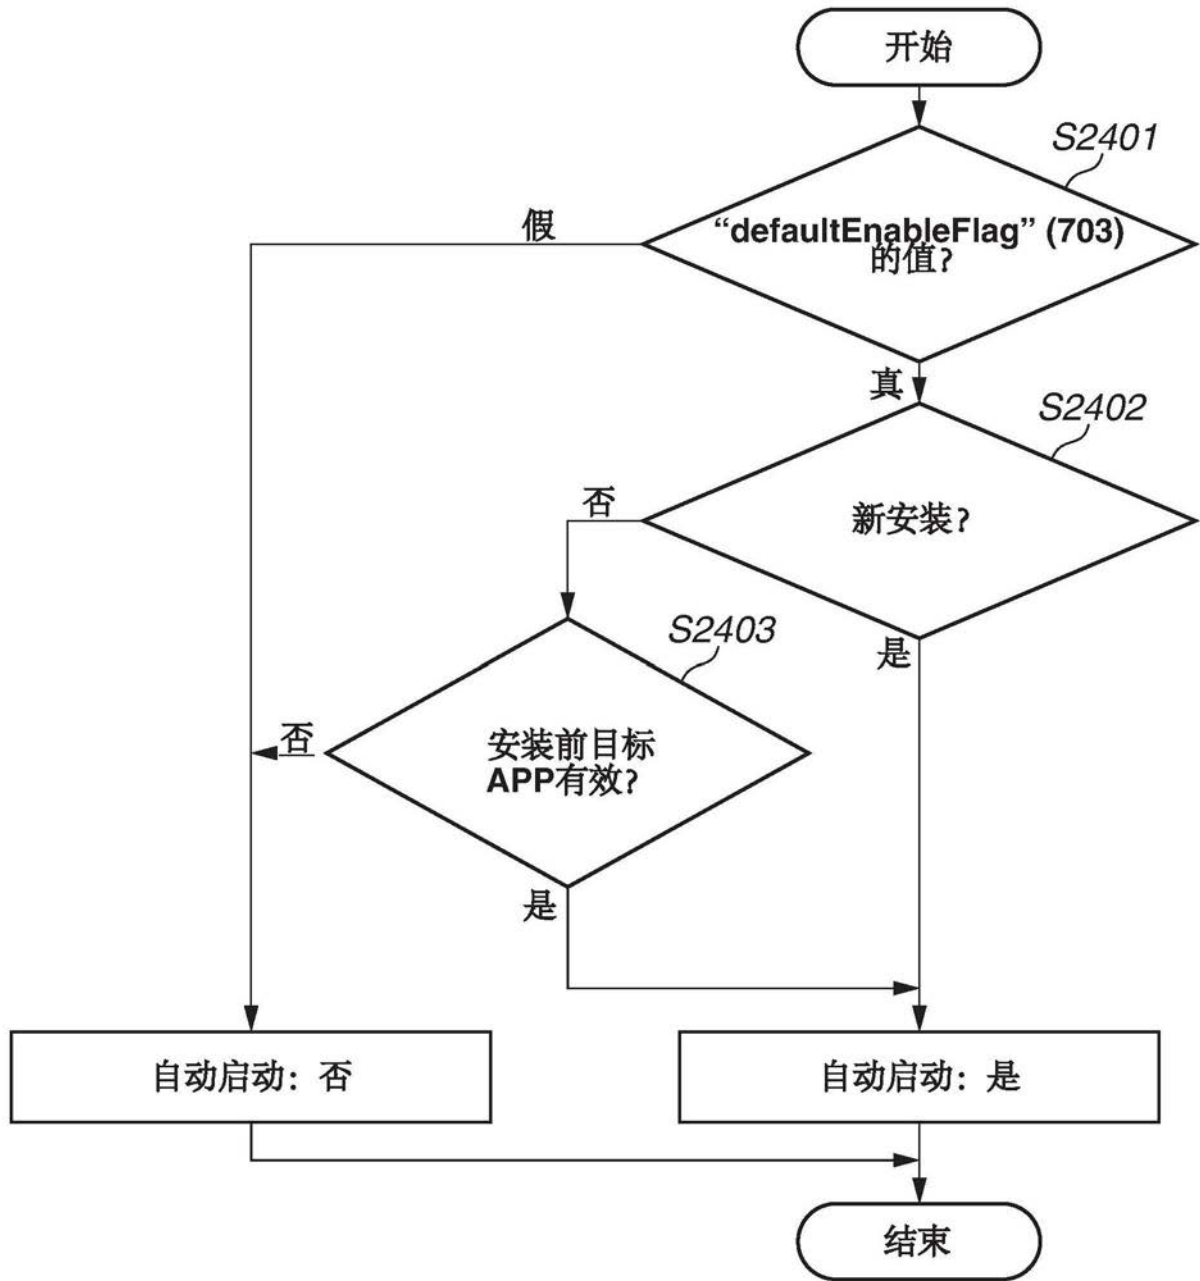 开始
S2401
假
“defaultEnableFlag” (703)
的值？
真
S2402
否
新安装？
S2403
是
否
安装前目标
APP有效？
是
自动启动：否
自动启动：是
结束